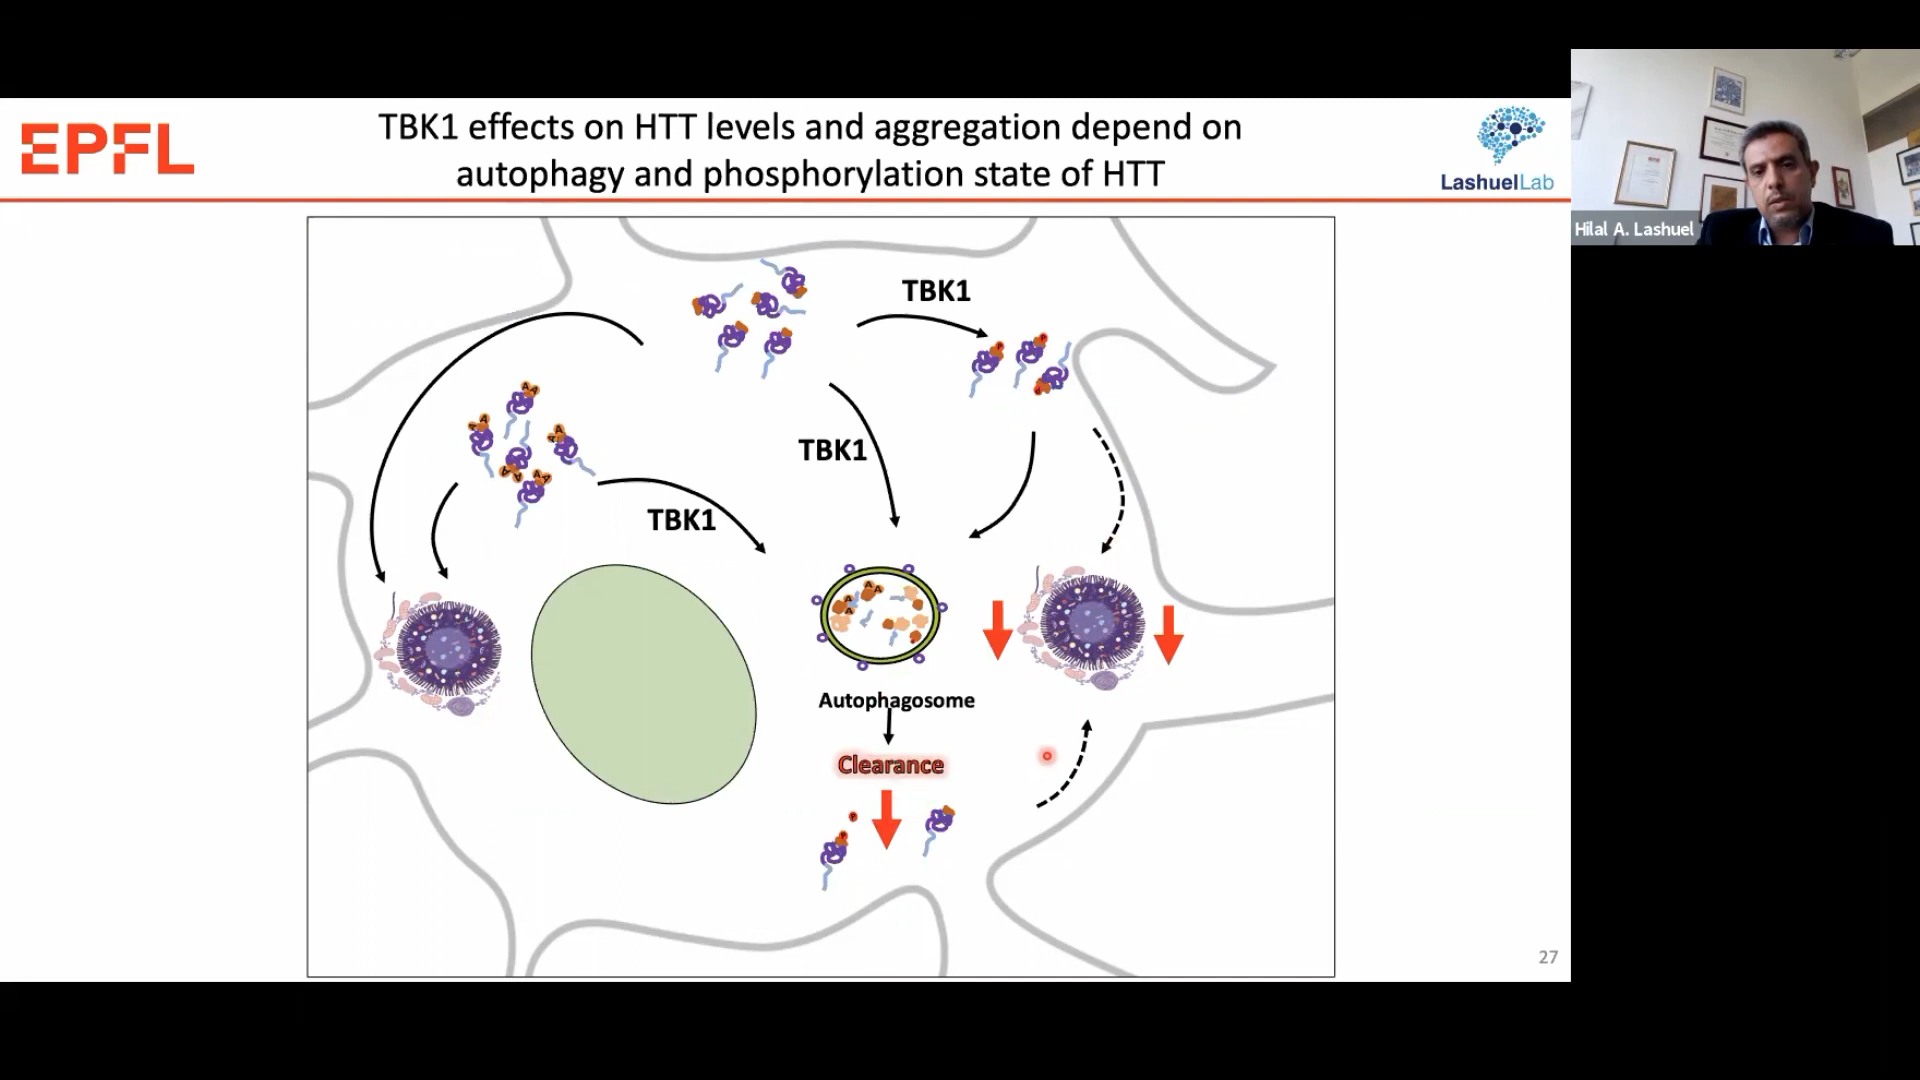 EPFL
TBK1 effects on HTT levels and aggregation depend on
autophagy and phosphorylation state of HTT
LashuelLab
Hilal A. Lashuel
TBK1
P
P
P
TBK1
AA
A
A
A
A
A
A
A
TBK1
A
A
A
A
Autophagosome
Clearance
P
P
27